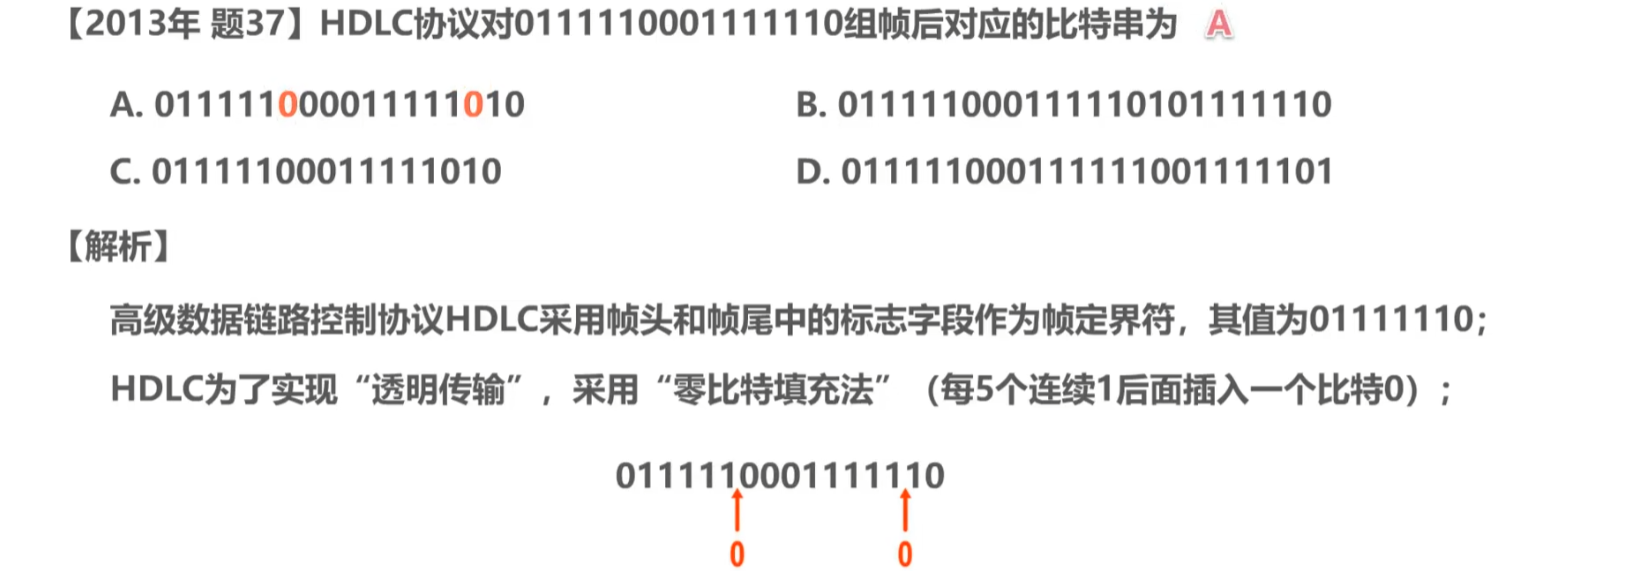 【2013年 题37】HDLC协议对0111110001111110组帧后对应的比特串为 A
A. 011111000011111010 B. 011111000111110101111110
C. 01111100011111010 D. 011111000111111001111101
【解析】
高级数据链路控制协议HDLC采用帧头和帧尾中的标志字段作为帧定界符，其值为01111110；
HDLC为了实现“透明传输”，采用“零比特填充法”（每5个连续1后面插入一个比特0）；
0111110001111110
0 0